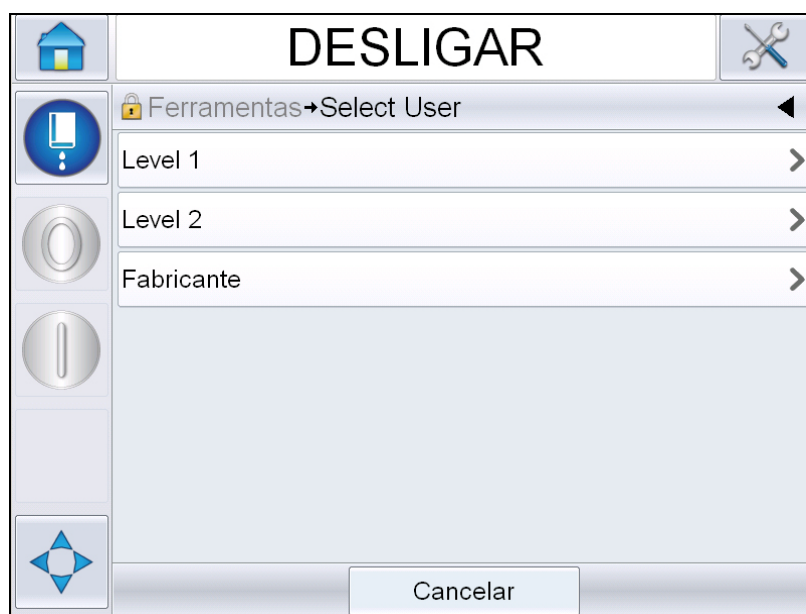 DESLIGAR
Ferramentas→Select User
Level 1
Level 2
Fabricante
Cancelar